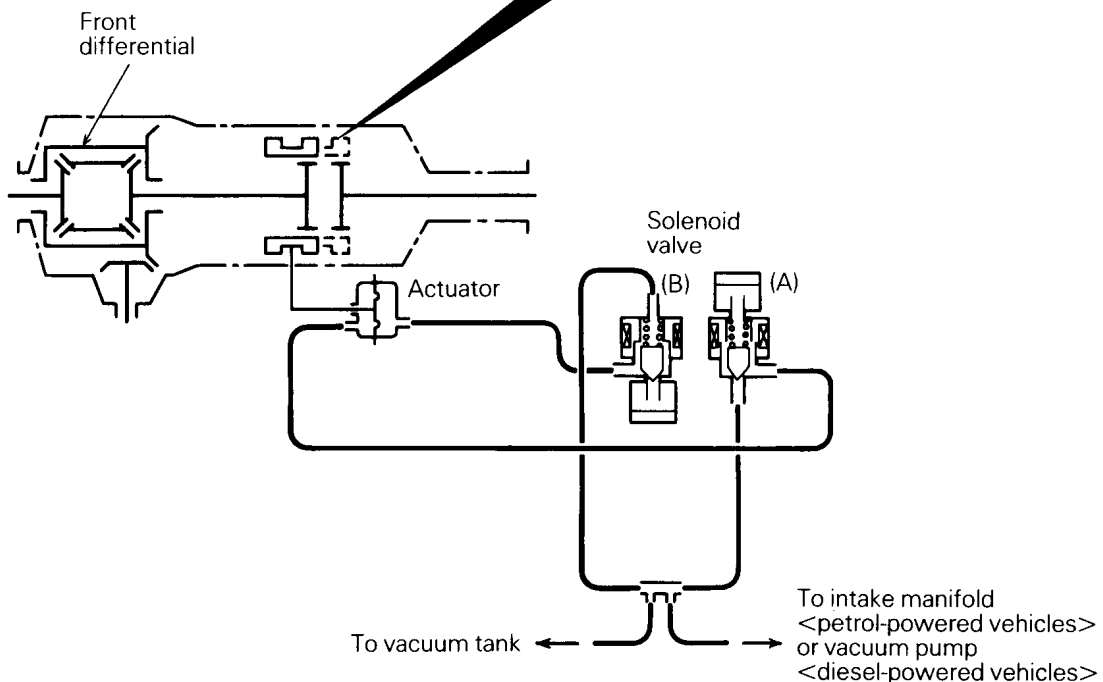 Front
differential
Solenoid
valve
(B)
(A)
Actuator
To vacuum tank
To intake manifold
<petrol-powered vehicles>
or vacuum pump
<diesel-powered vehicles>